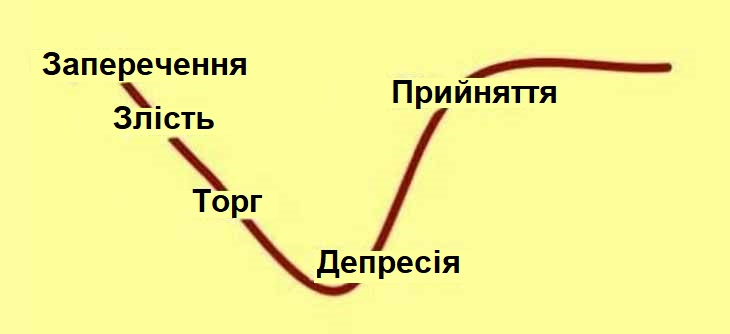 Заперечення
Злість
Торг
Депресія
Прийняття